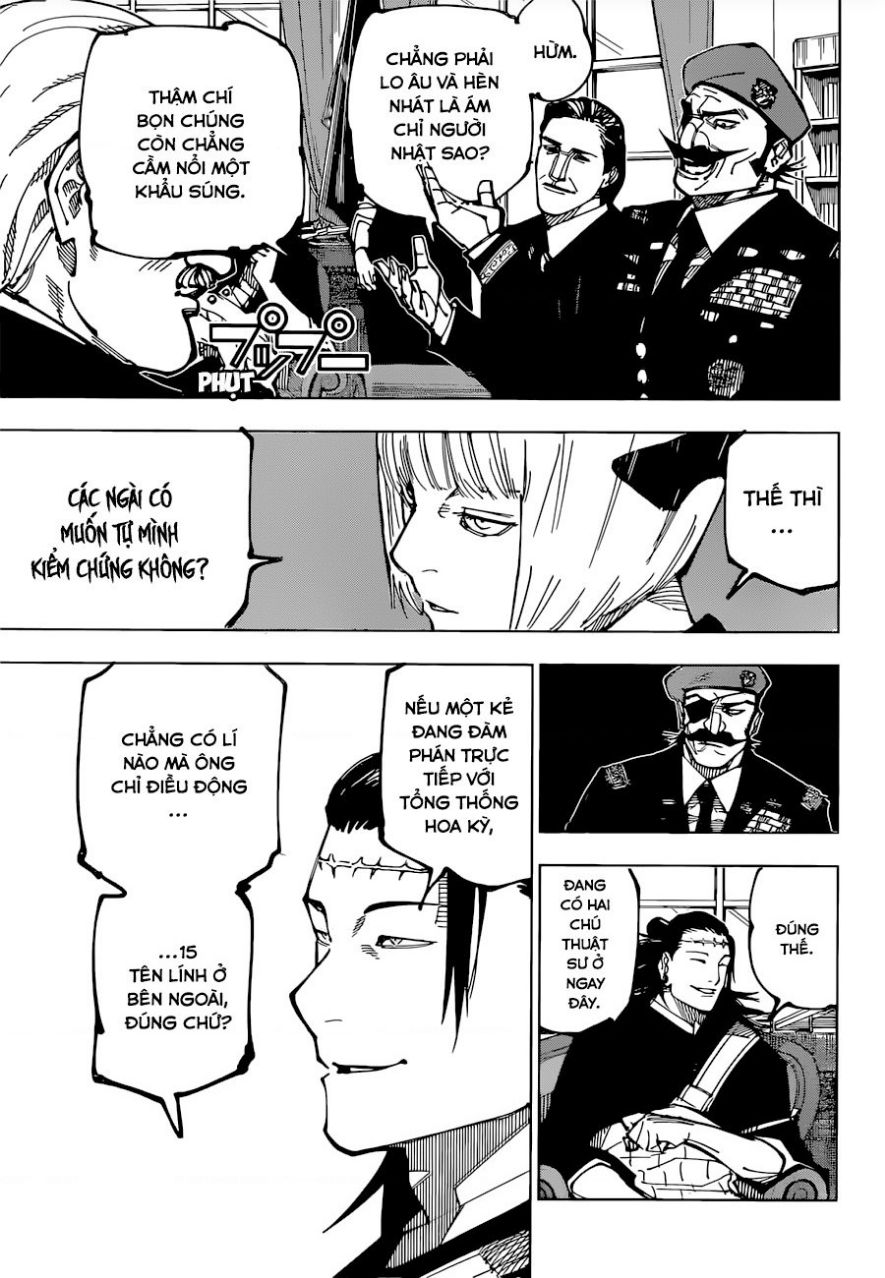 HỪM.
CHẲNG PHẢI
LO ÂU VÀ HÈN
NHÁT LÀ ÁM
CHỈ NGƯỜI
NHẬT SAO?
THẬM CHÍ
BỌN CHÚNG
CÒN CHẲNG
CẦM NỔI MỘT
KHẨU SÚNG.
プップー
PHỤT
THẾ THÌ
...
CÁC NGÀI CÓ
MUỐN TỰ MÌNH
KIỂM CHỨNG KHÔNG?
ĐÚNG
THẾ.
ĐANG
CÓ HAI
CHÚ
THUẬT
SƯ Ở
NGAY
ĐÂY.
NẾU MỘT KẺ
ĐANG ĐÀM
PHÁN TRỰC
TIẾP VỚI
TỔNG THỐNG
HOA KỲ,
CHẲNG CÓ LÍ
NÀO MÀ ÔNG
CHỈ ĐIỀU ĐỘNG
...
...15
TÊN LÍNH Ở
BÊN NGOÀI,
ĐÚNG CHỨ?